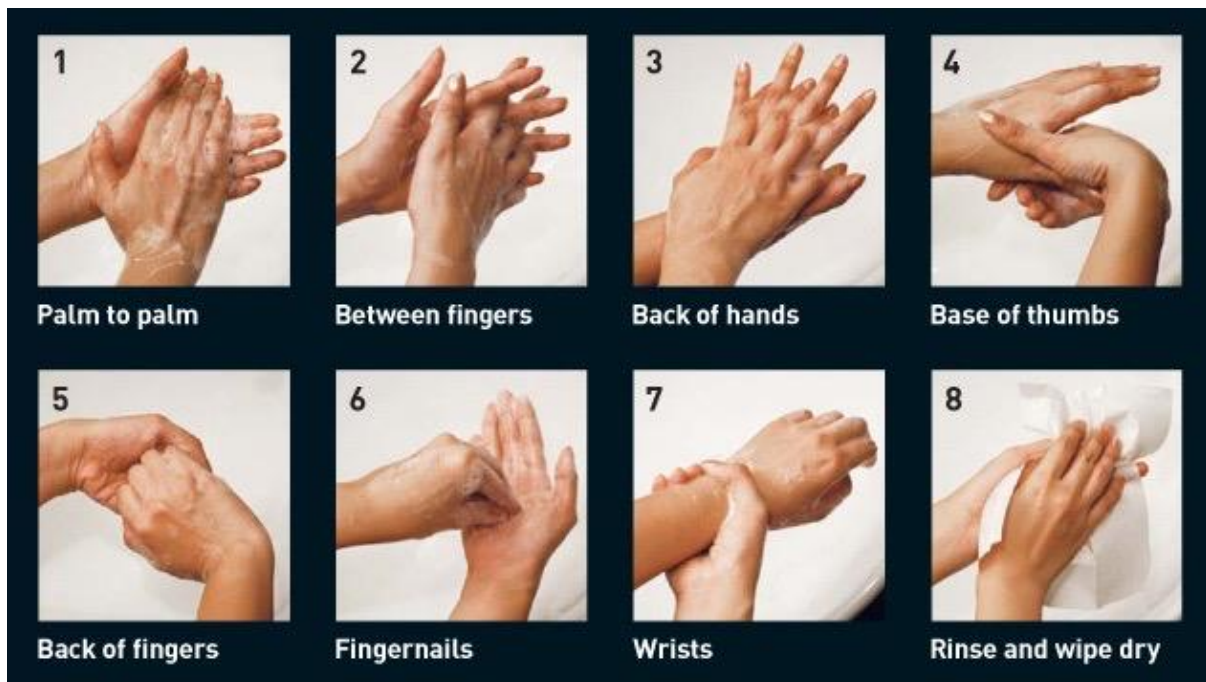 1
2
3
4
Palm to palm
Between fingers
Back of hands
Base of thumbs
5
6
7
8
Back of fingers
Fingernails
Wrists
Rinse and wipe dry